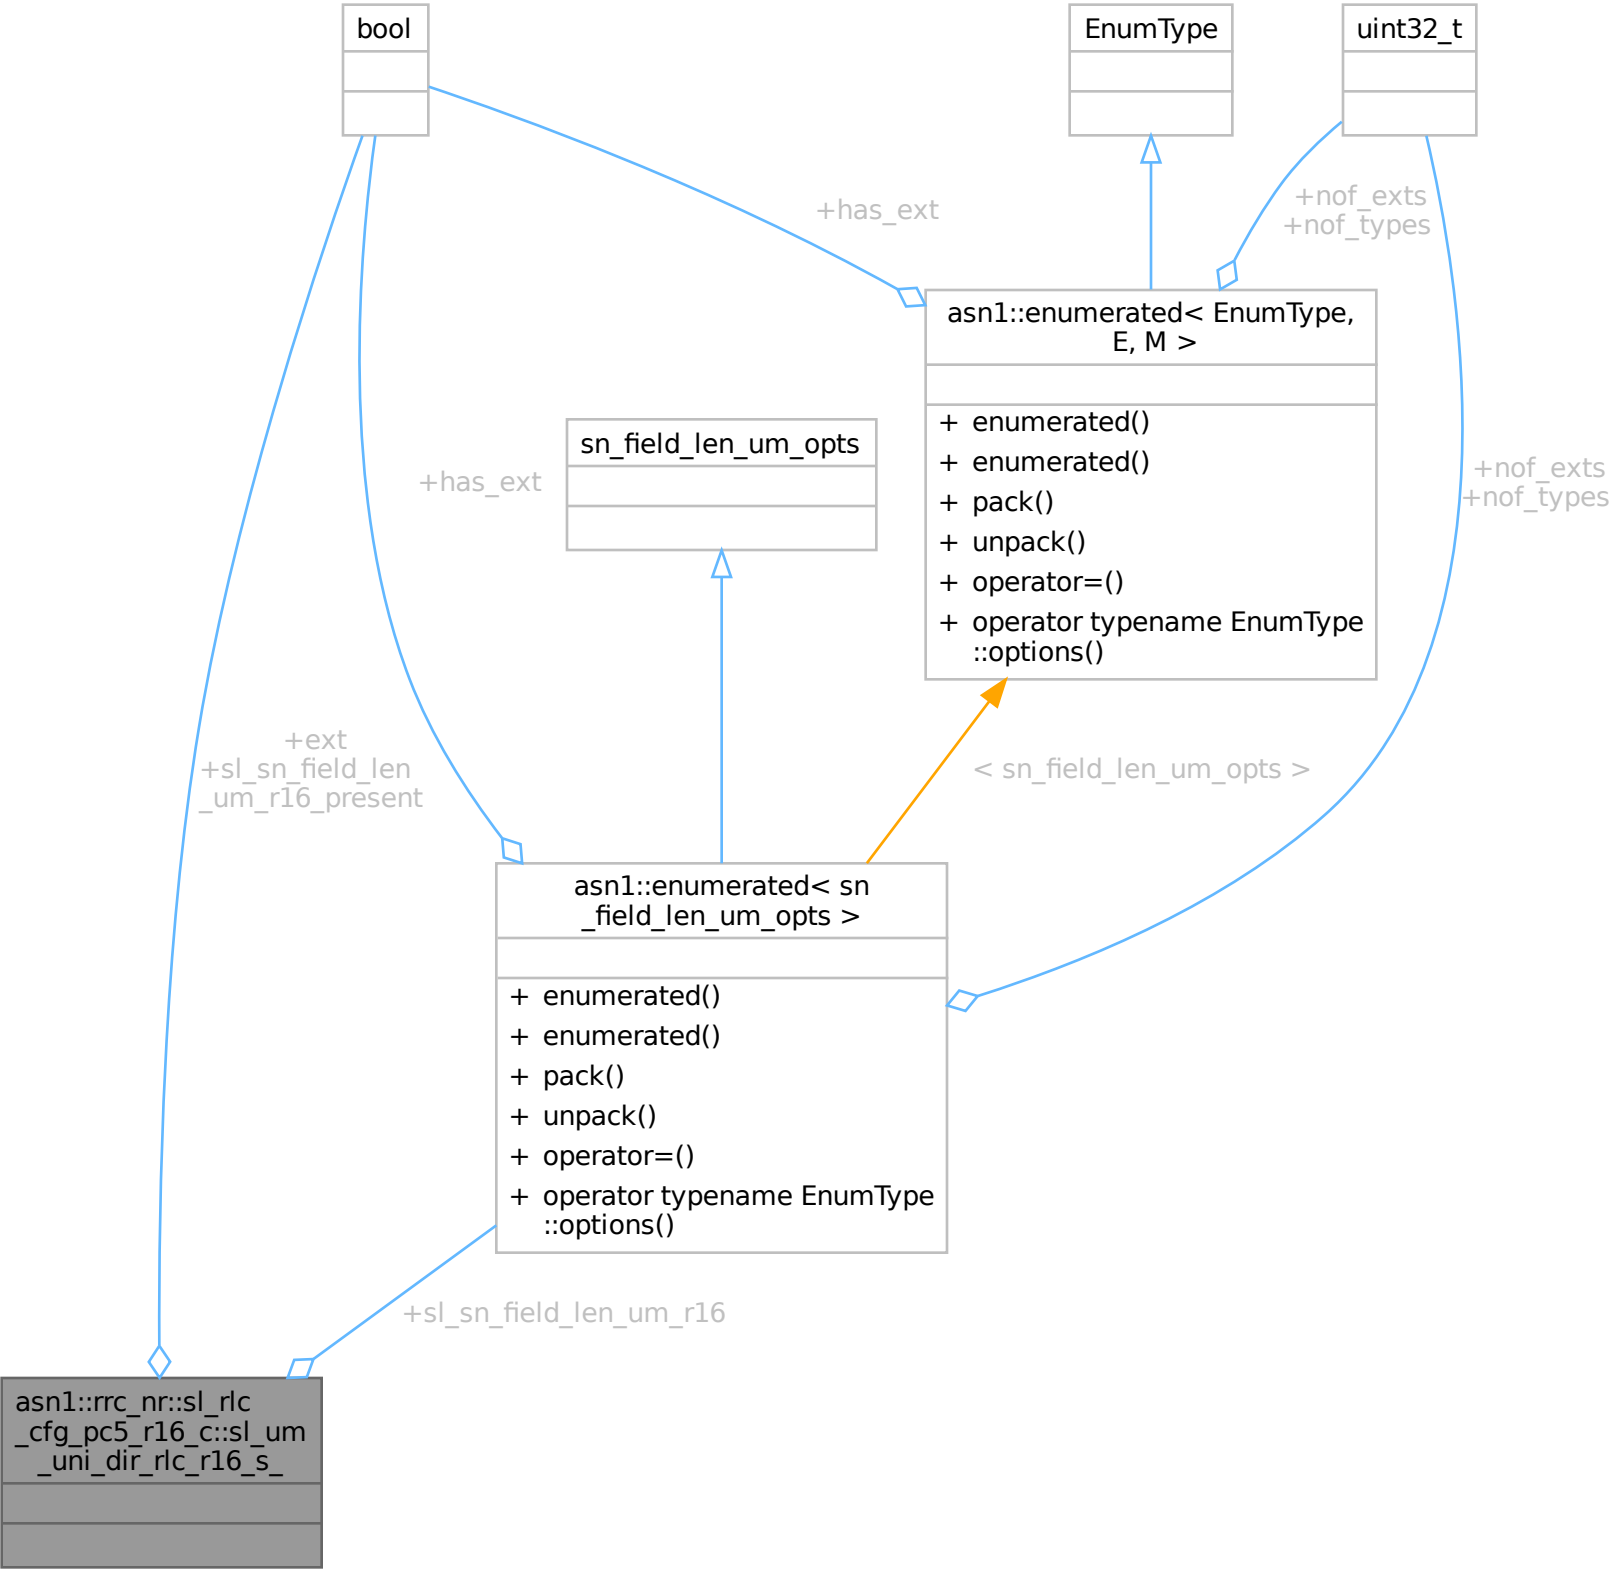 bool
EnumType
uint32_t
+has_ext
+nof_exts
+nof_types
asn1::enumerated< EnumType,
E, M >
+ enumerated()
+ enumerated()
+ pack()
+ unpack()
+ operator=()
+ operator typename EnumType
::options()
sn_field_len_um_opts
+has_ext
+nof_exts
+nof_types
+ext
+sl_sn_field_len
_um_r16_present
< sn_field_len_um_opts >
asn1::enumerated< sn
_field_len_um_opts >
+ enumerated()
+ enumerated()
+ pack()
+ unpack()
+ operator=()
+ operator typename EnumType
::options()
+sl_sn_field_len_um_r16
asn1::rrc_nr::sl_rlc
_cfg_pc5_r16_c::sl_um
_uni_dir_rlc_r16_s_